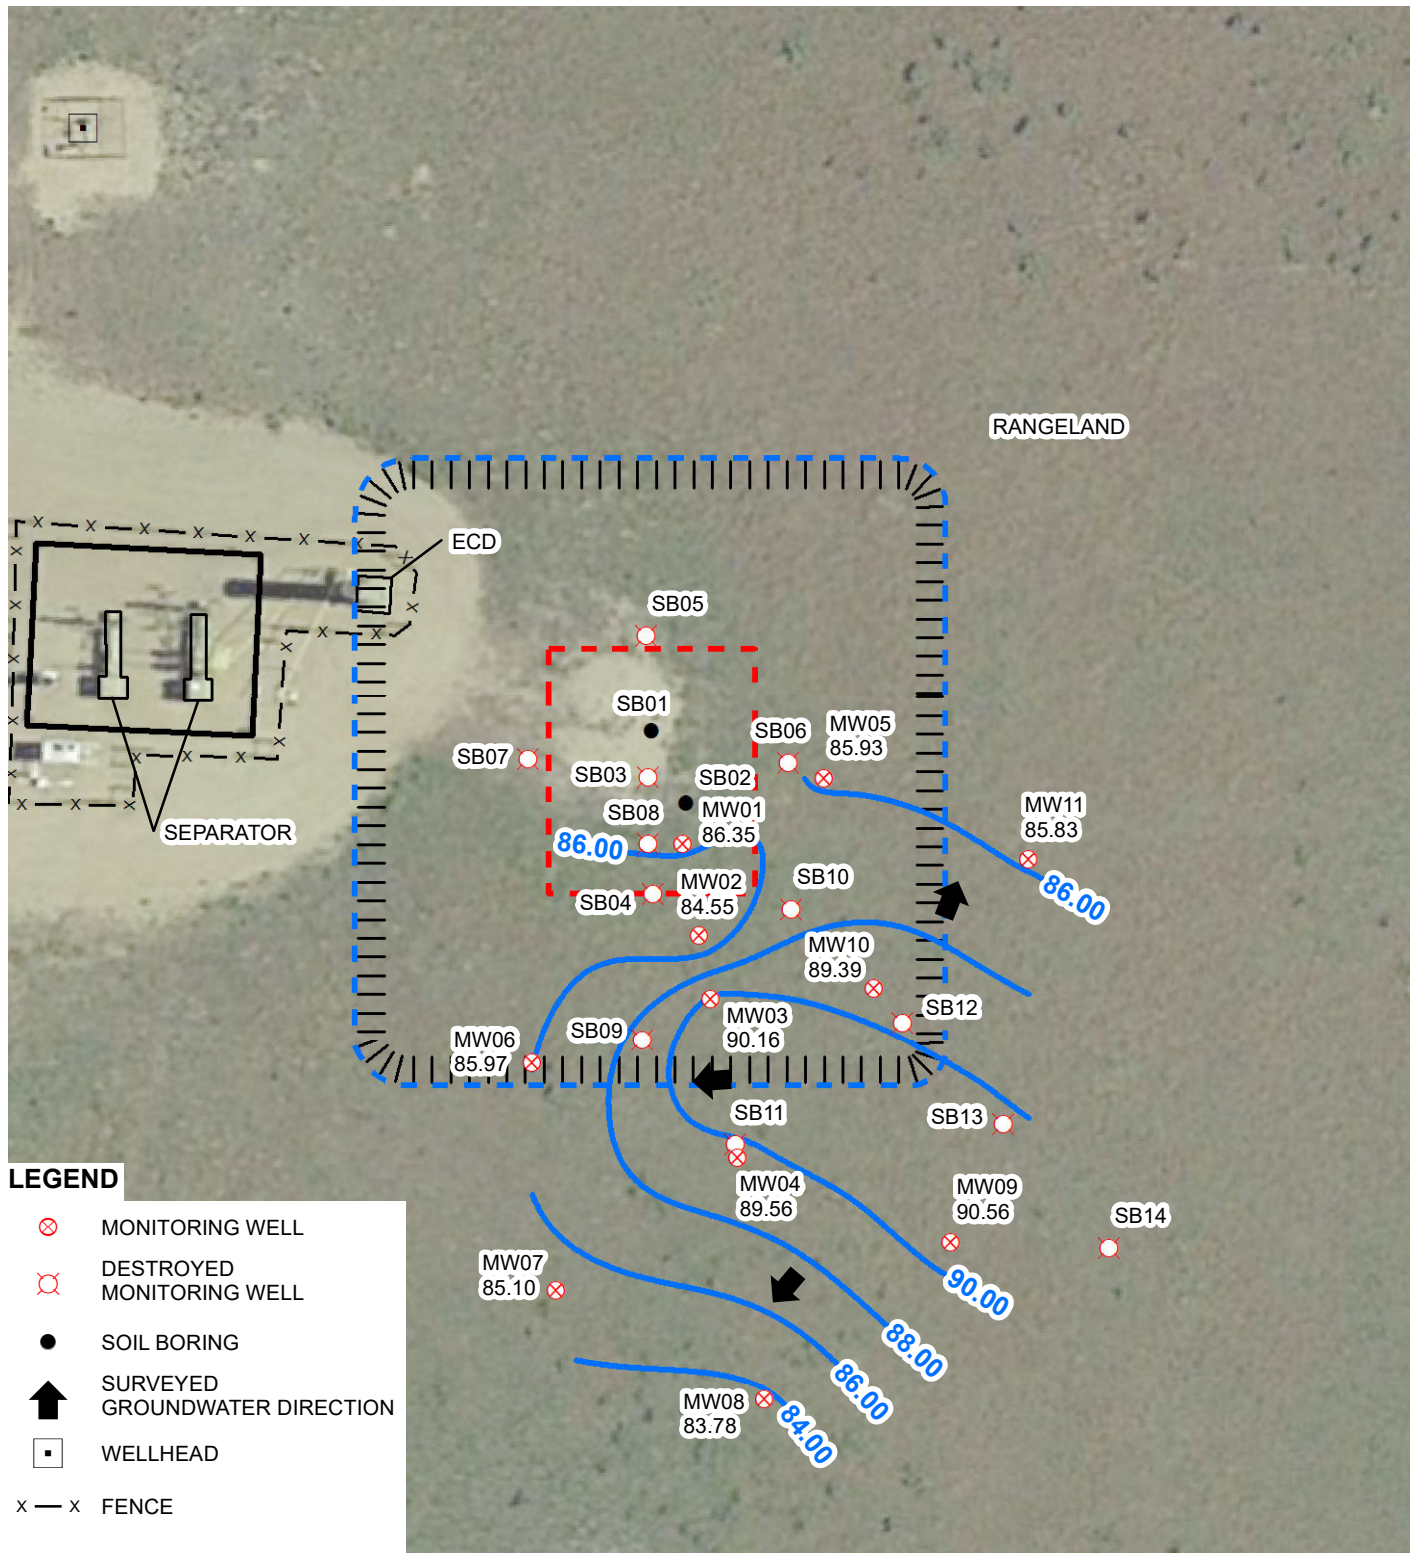 RANGELAND
ECD
SB05
SB01
SB06
MW05
85.93
SB07
SB03
SB02
MW11
85.83
SEPARATOR
SB08
MW01
86.35
86.00
MW02
84.55
SB10
86.00
SB04
MW10
89.39
SB12
MW03
90.16
SB09
MW06
85.97
SB11
SB13
LEGEND
MW04
89.56
MW09
90.56
SB14
MW07
85.10
90.00
88.00
86.00
MW08
83.78
84.00
MONITORING WELL
DESTROYED
MONITORING WELL
SOIL BORING
SURVEYED
GROUNDWATER DIRECTION
WELLHEAD
X X FENCE